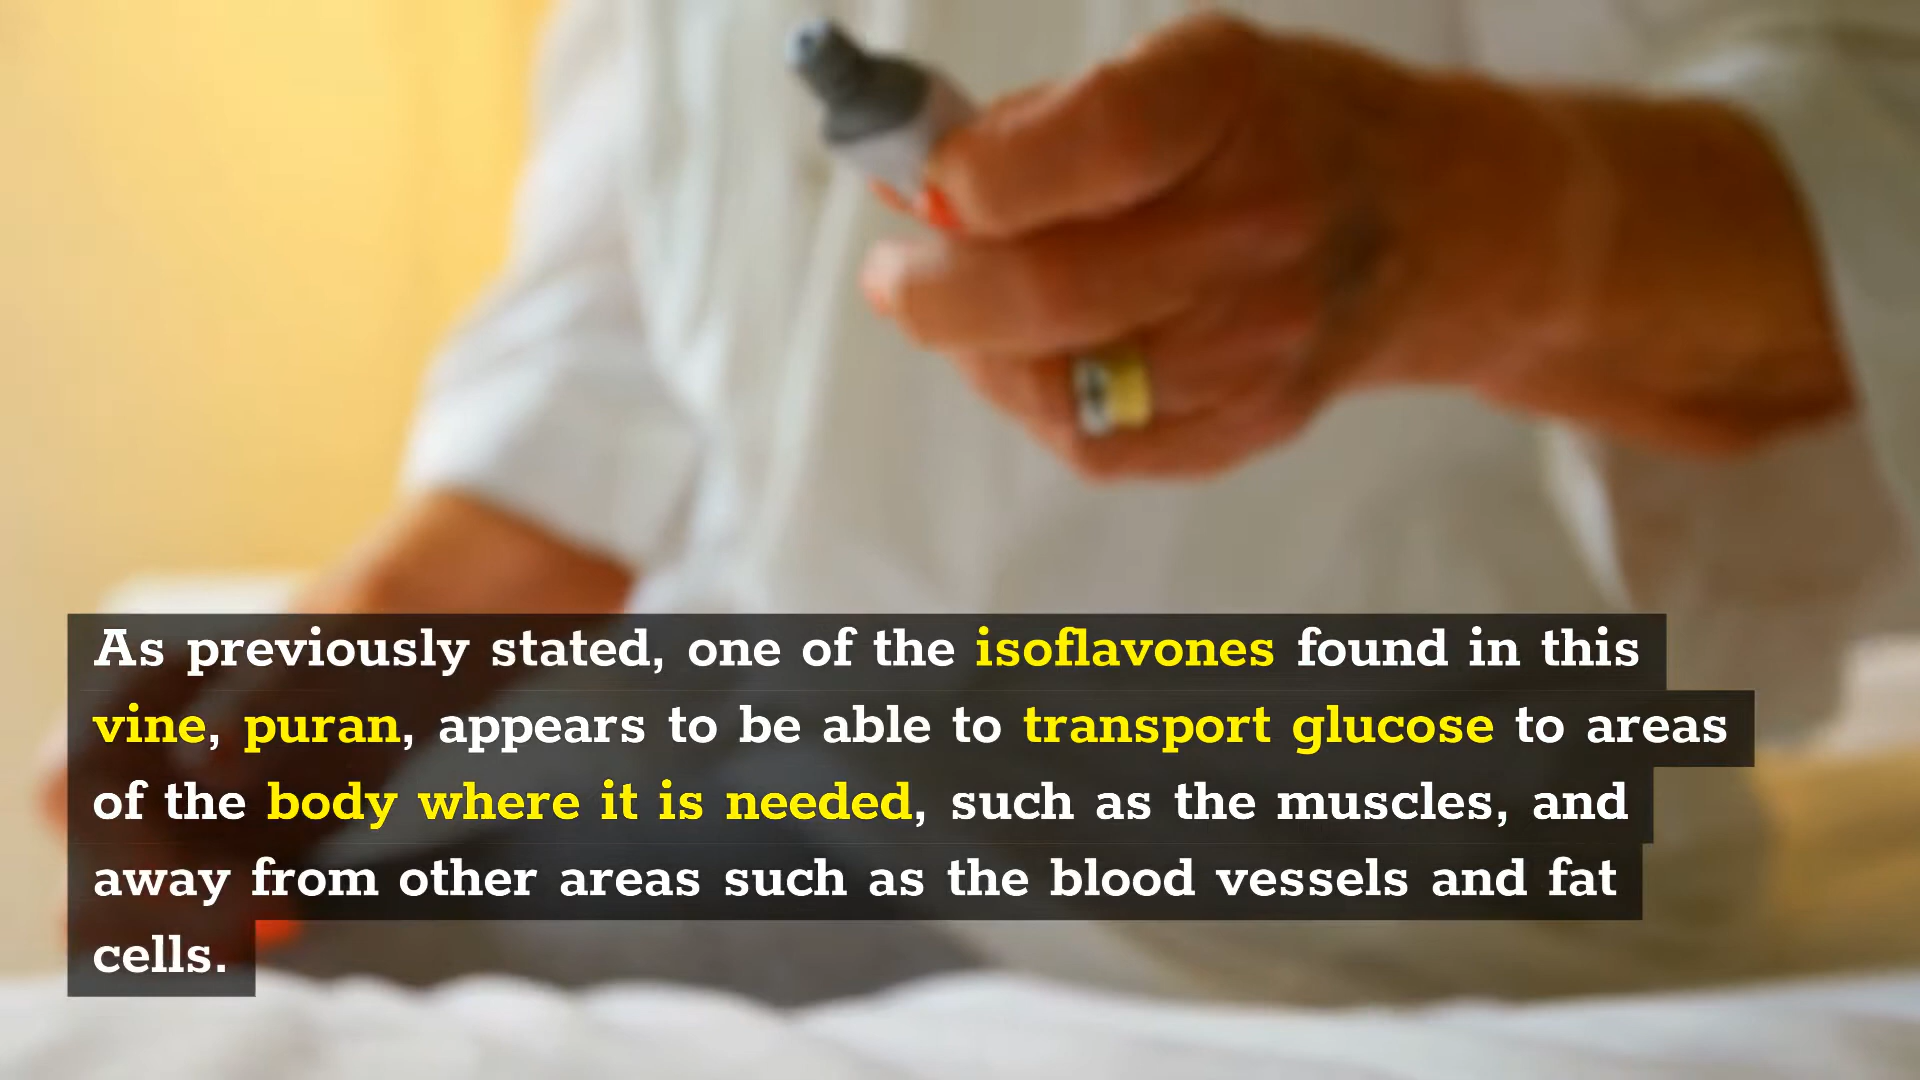 As previously stated, one of the isoflavones found in this
vine, puran, appears to be able to transport glucose to areas
of the body where it is needed, such as the muscles, and
away from other areas such as the blood vessels and fat
cells.